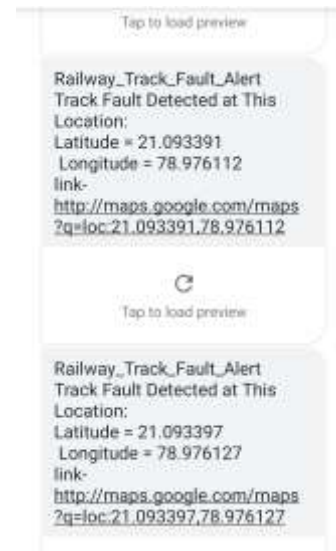 Tap to load preview
Railway_Track_Fault_Alert
Track Fault Detected at This
Location:
Latitude = 21.093391
Longitude = 78.976112
link-
http://maps.google.com/maps
?q=loc:21.093391,78.976112
Tap to load preview
Railway_Track_Fault_Alert
Track Fault Detected at This
Location:
Latitude = 21.093397
Longitude = 78.976127
link-
http://maps.google.com/maps
?q=loc:21.093397,78.976127